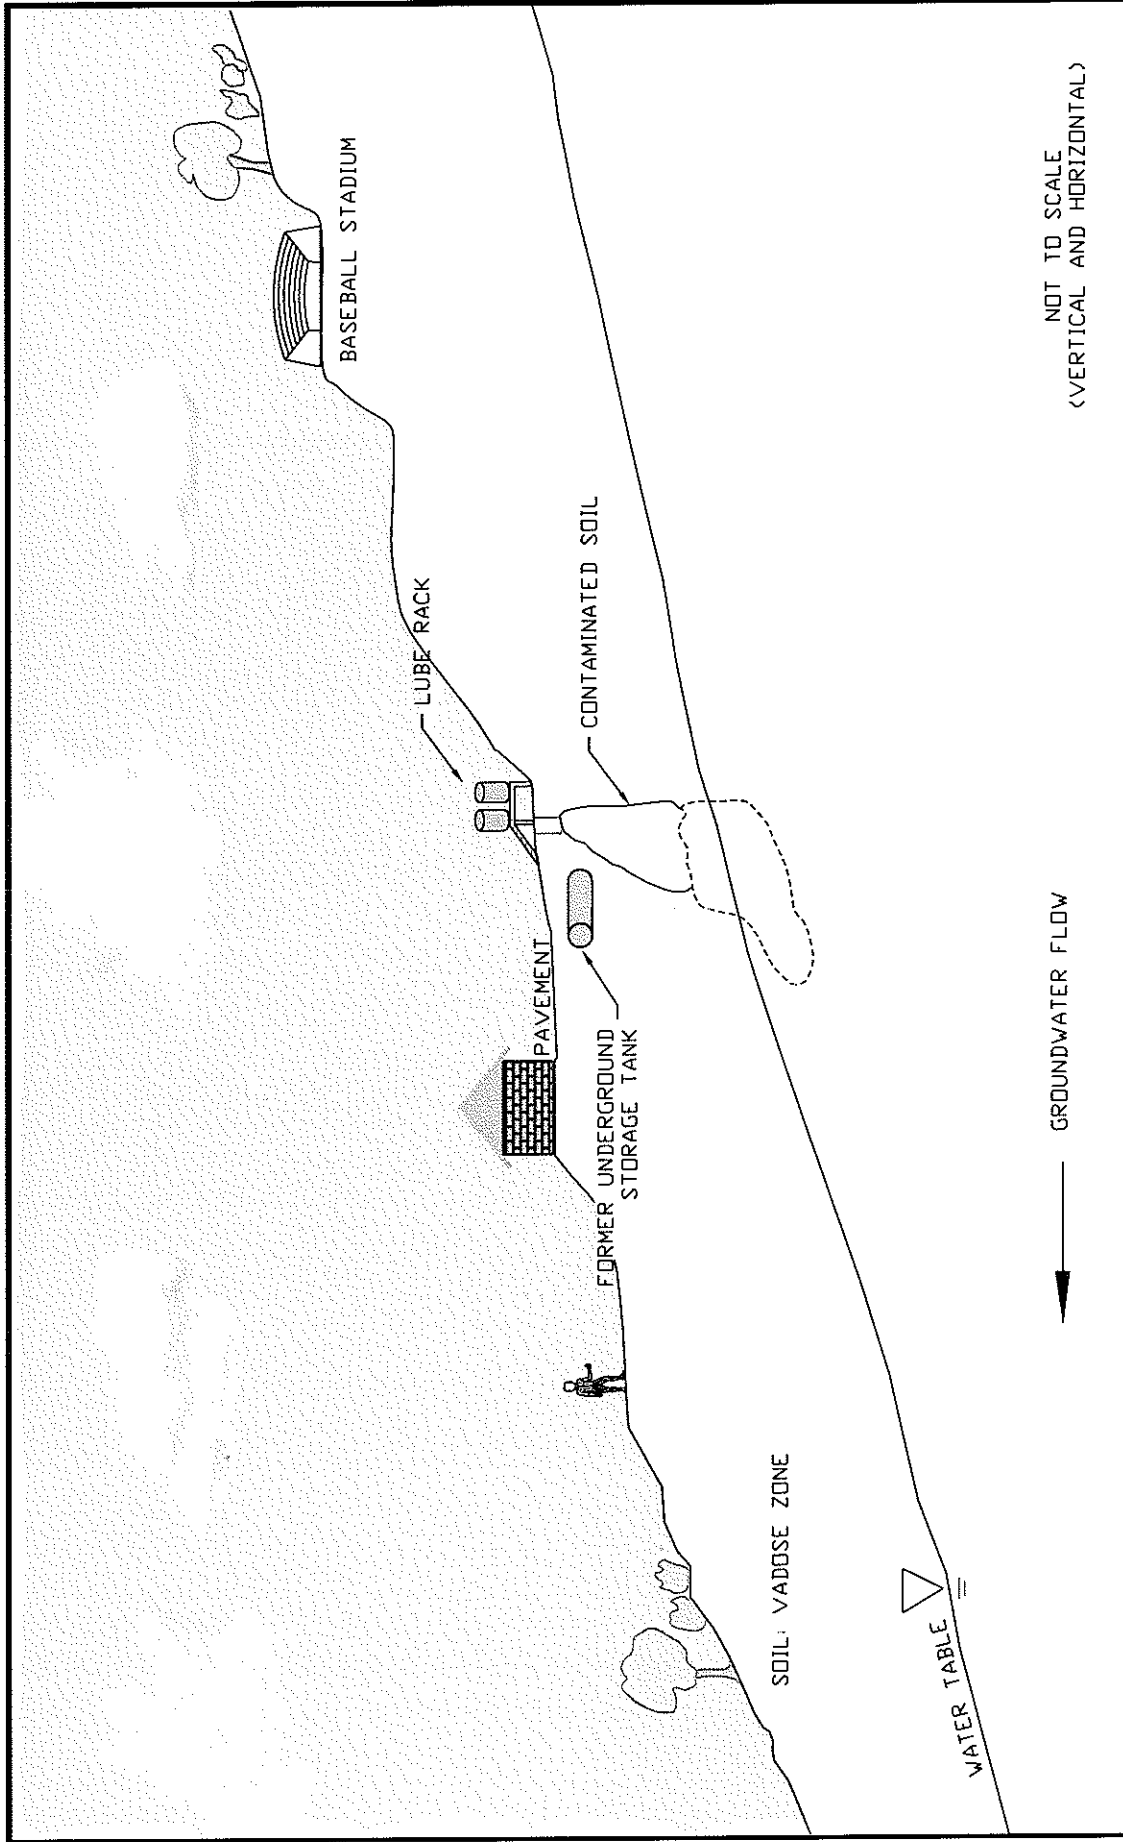 BASEBALL STADIUM
LUBE RACK
CONTAMINATED SOIL
PAVEMENT
FORMER UNDERGROUND
STORAGE TANK
SOIL: VADOSE ZONE
WATER TABLE
GROUNDWATER FLOW
NOT TO SCALE
(VERTICAL AND HORIZONTAL)